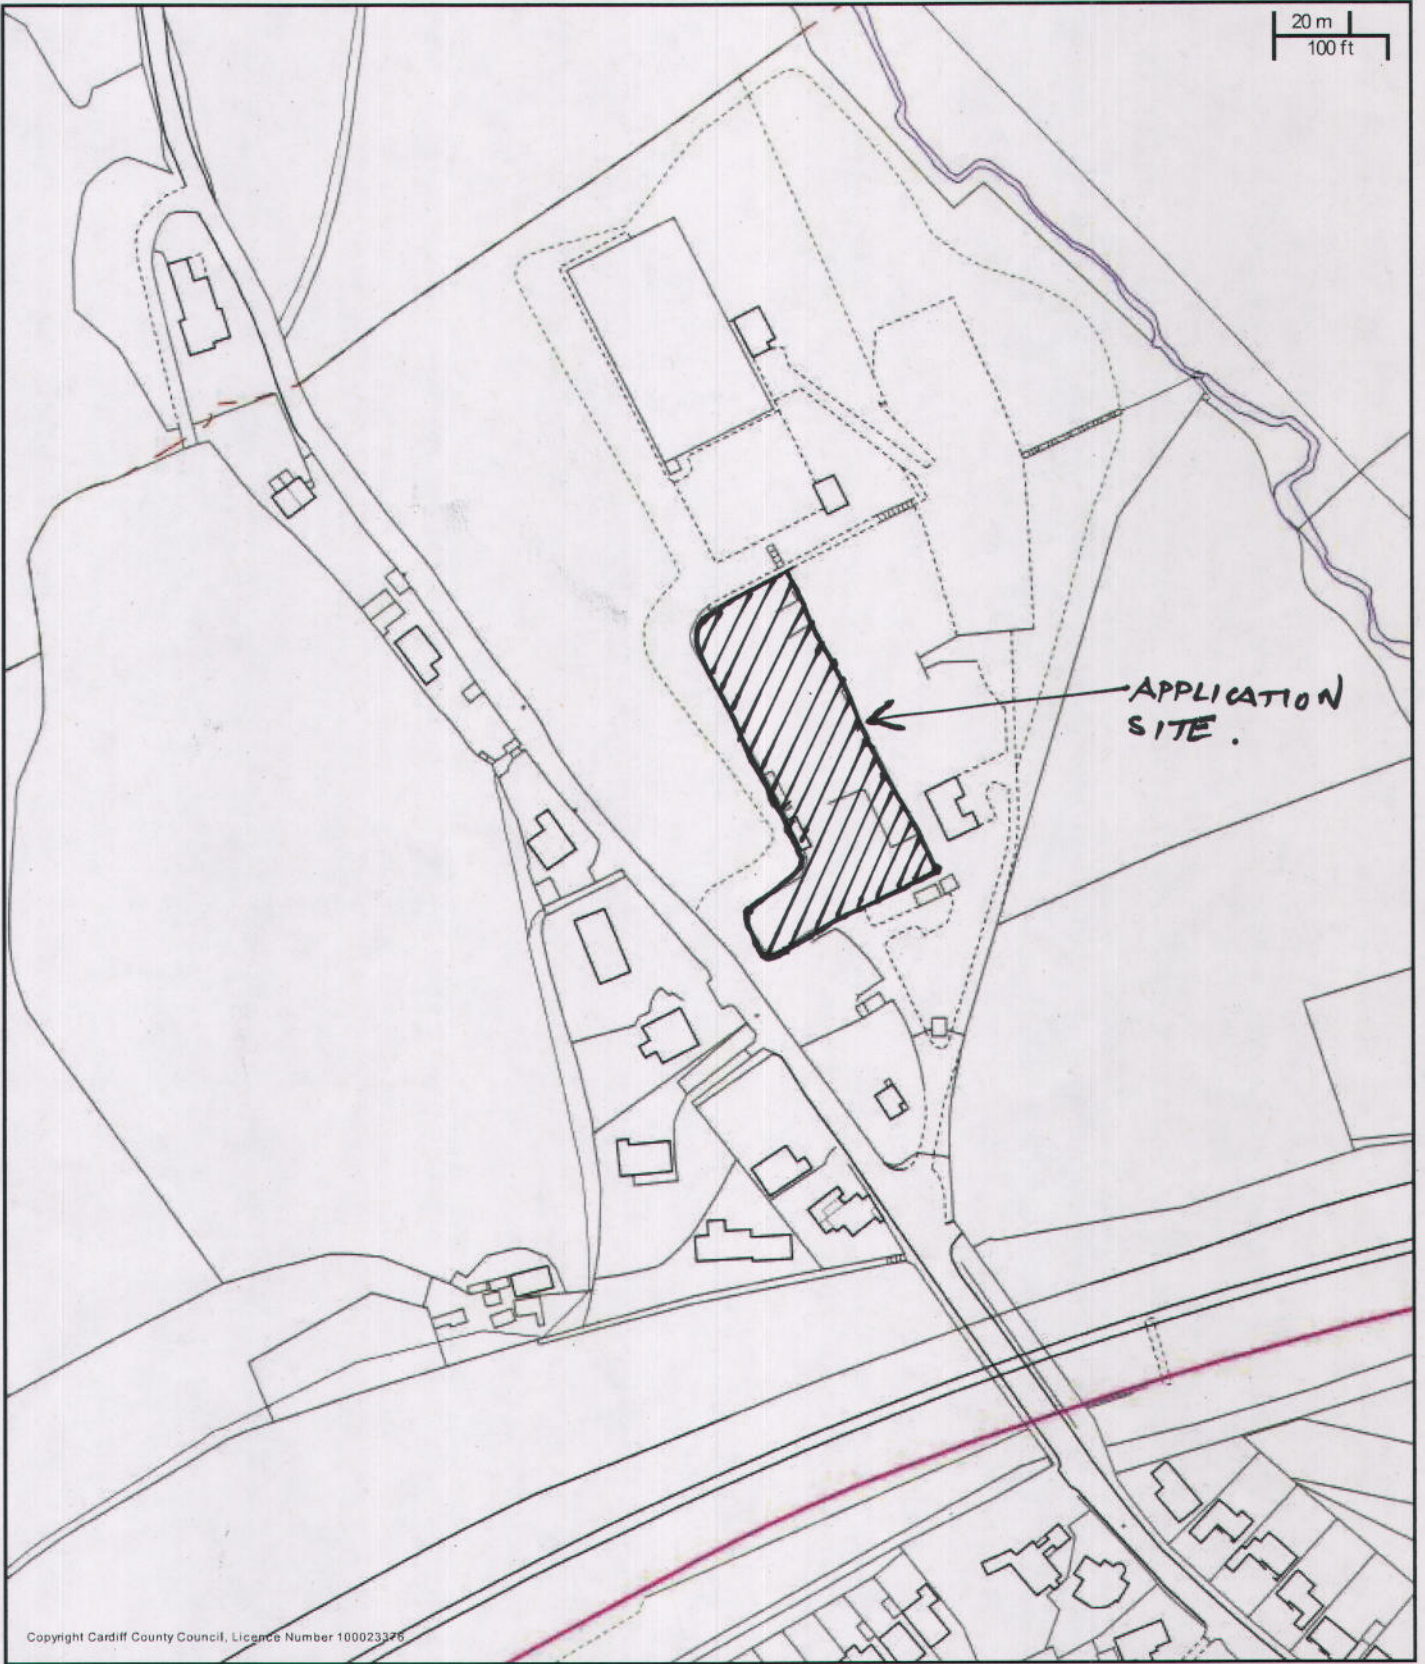 20 m
100 ft
APPLICATION
SITE.
Copyright Cardiff County Council, Licence Number 100023376